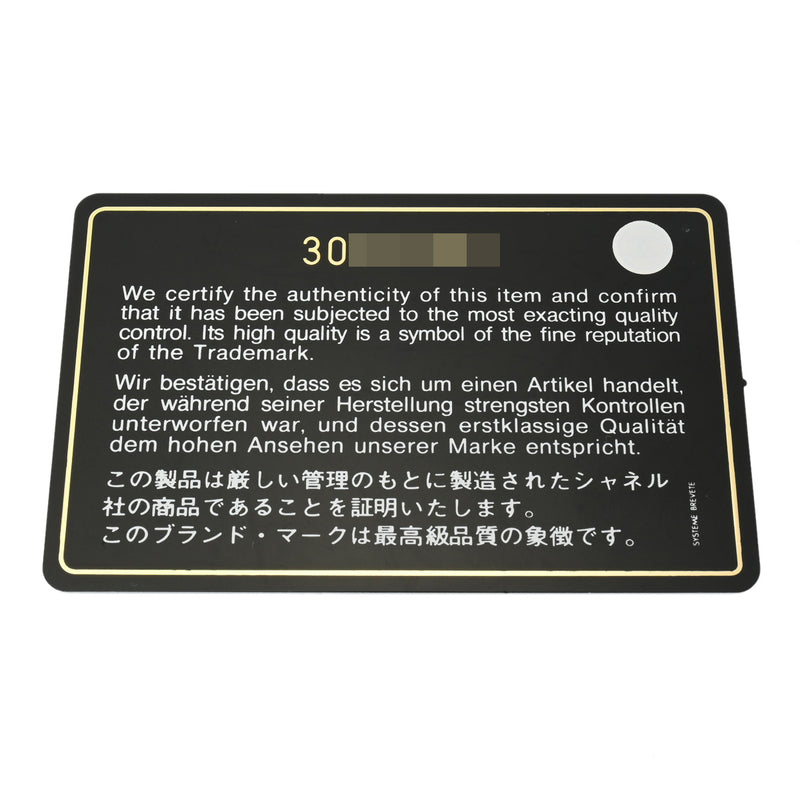 30
We certify the authenticity of this item and confirm
that it has been subjected to the most exacting quality
control. Its high quality is a symbol of the fine reputation
of the Trademark.
Wir bestätigen, dass es sich um einen Artikel handelt,
der während seiner Herstellung strengsten Kontrollen
unterworfen war, und dessen erstklassige Qualität
dem hohen Ansehen unserer Marke entspricht.
この製品は厳しい管理のもとに製造されたシャネル
社の商品であることを証明いたします。
このブランド・マークは最高級品質の象徴です。
SYSTEME BREVETE